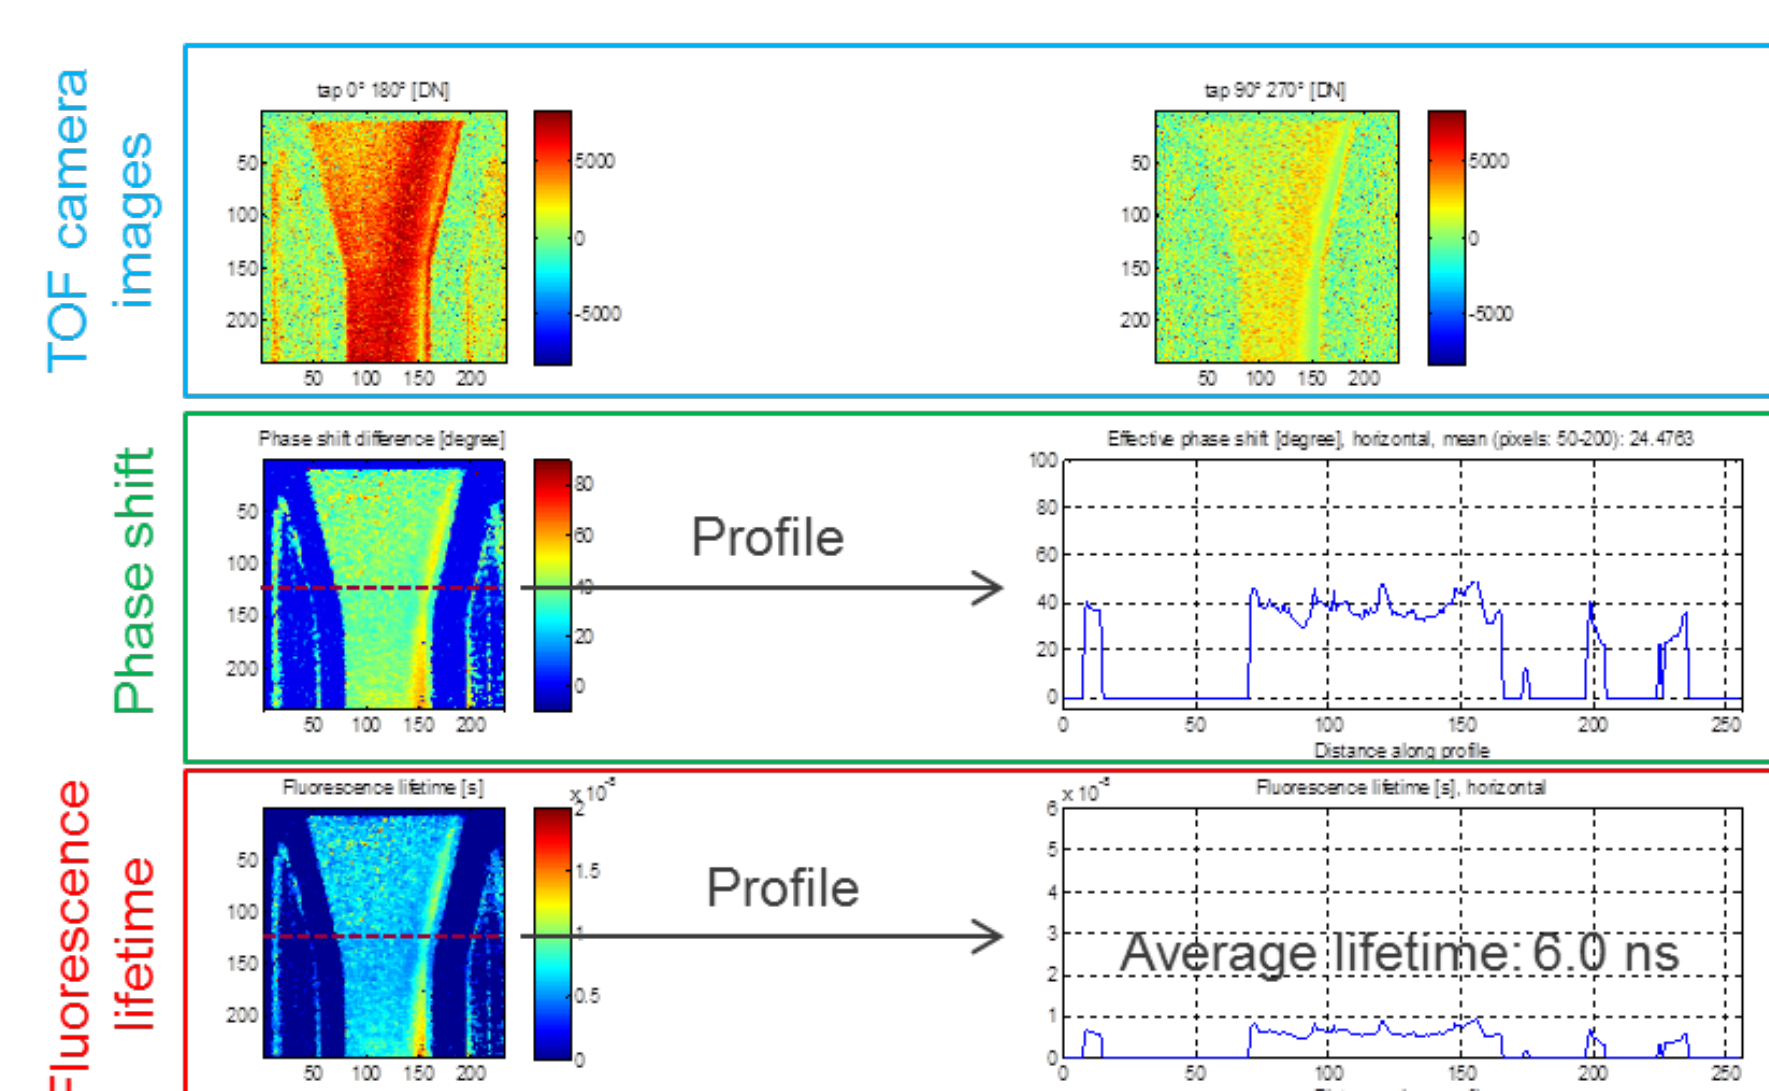 TOF camera
images
tap 0° 180° [DN]
50
100
150
200
50 100 150 200
5000
0
-5000
tap 90° 270° [DN]
50
100
150
200
50 100 150 200
5000
0
-5000
Phase shift
Phase shift difference [degree]
50
100
150
200
50 100 150 200
80
60
40
20
0
Profile
Effective phase shift [degree], horizontal, mean (pixels: 50-200): 24.4763
100
80
60
40
20
0
0 50 100 150 200 250
Distance along profile
Fluorescence
lifetime
Fluorescence lifetime [s]
50
100
150
200
50 100 150 200
2
1.5
1
0.5
0
Profile
Fluorescence lifetime [s], horizontal
6
5
4
3
2
1
0
Average lifetime: 6.0 ns
0 50 100 150 200 250